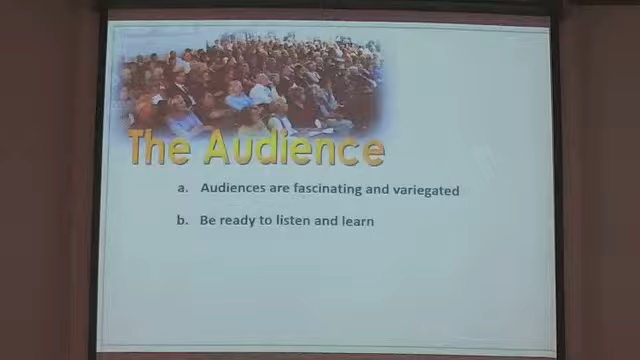 The Audience
a. Audiences are fascinating and variegated
b. Be ready to listen and learn